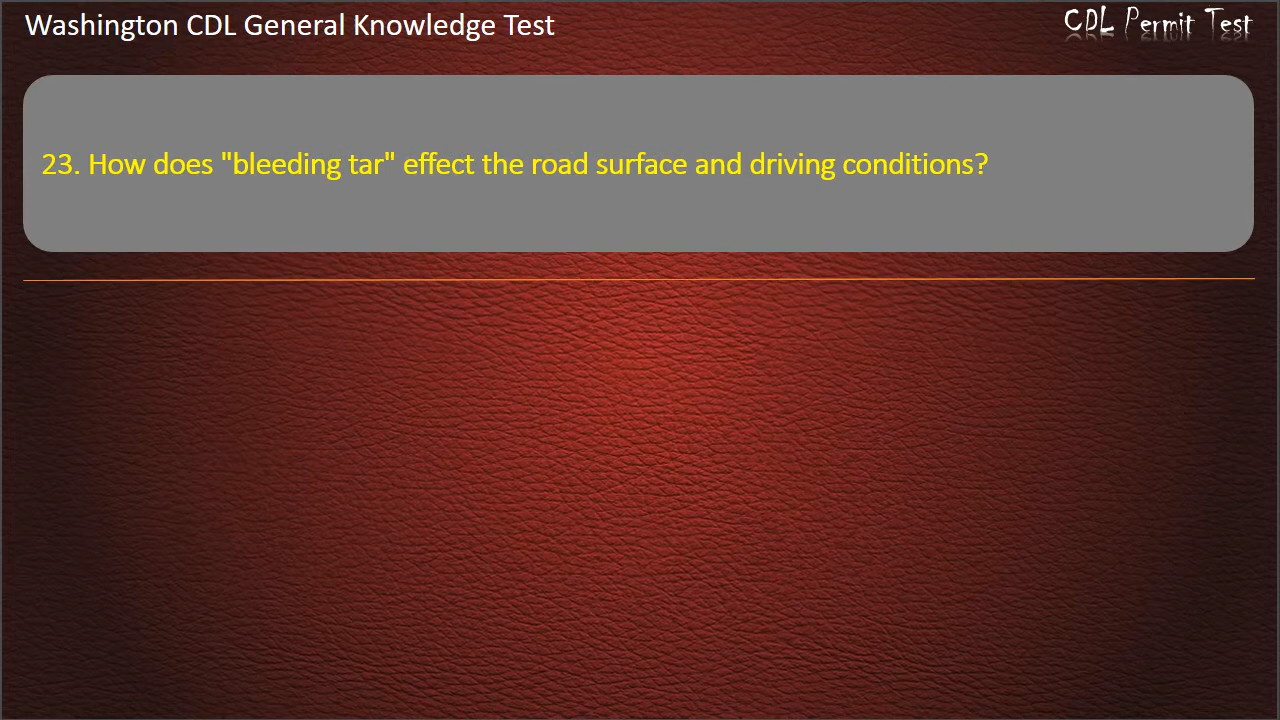 Washington CDL General Knowledge Test
CDL Permit Test
23. How does "bleeding tar" effect the road surface and driving conditions?